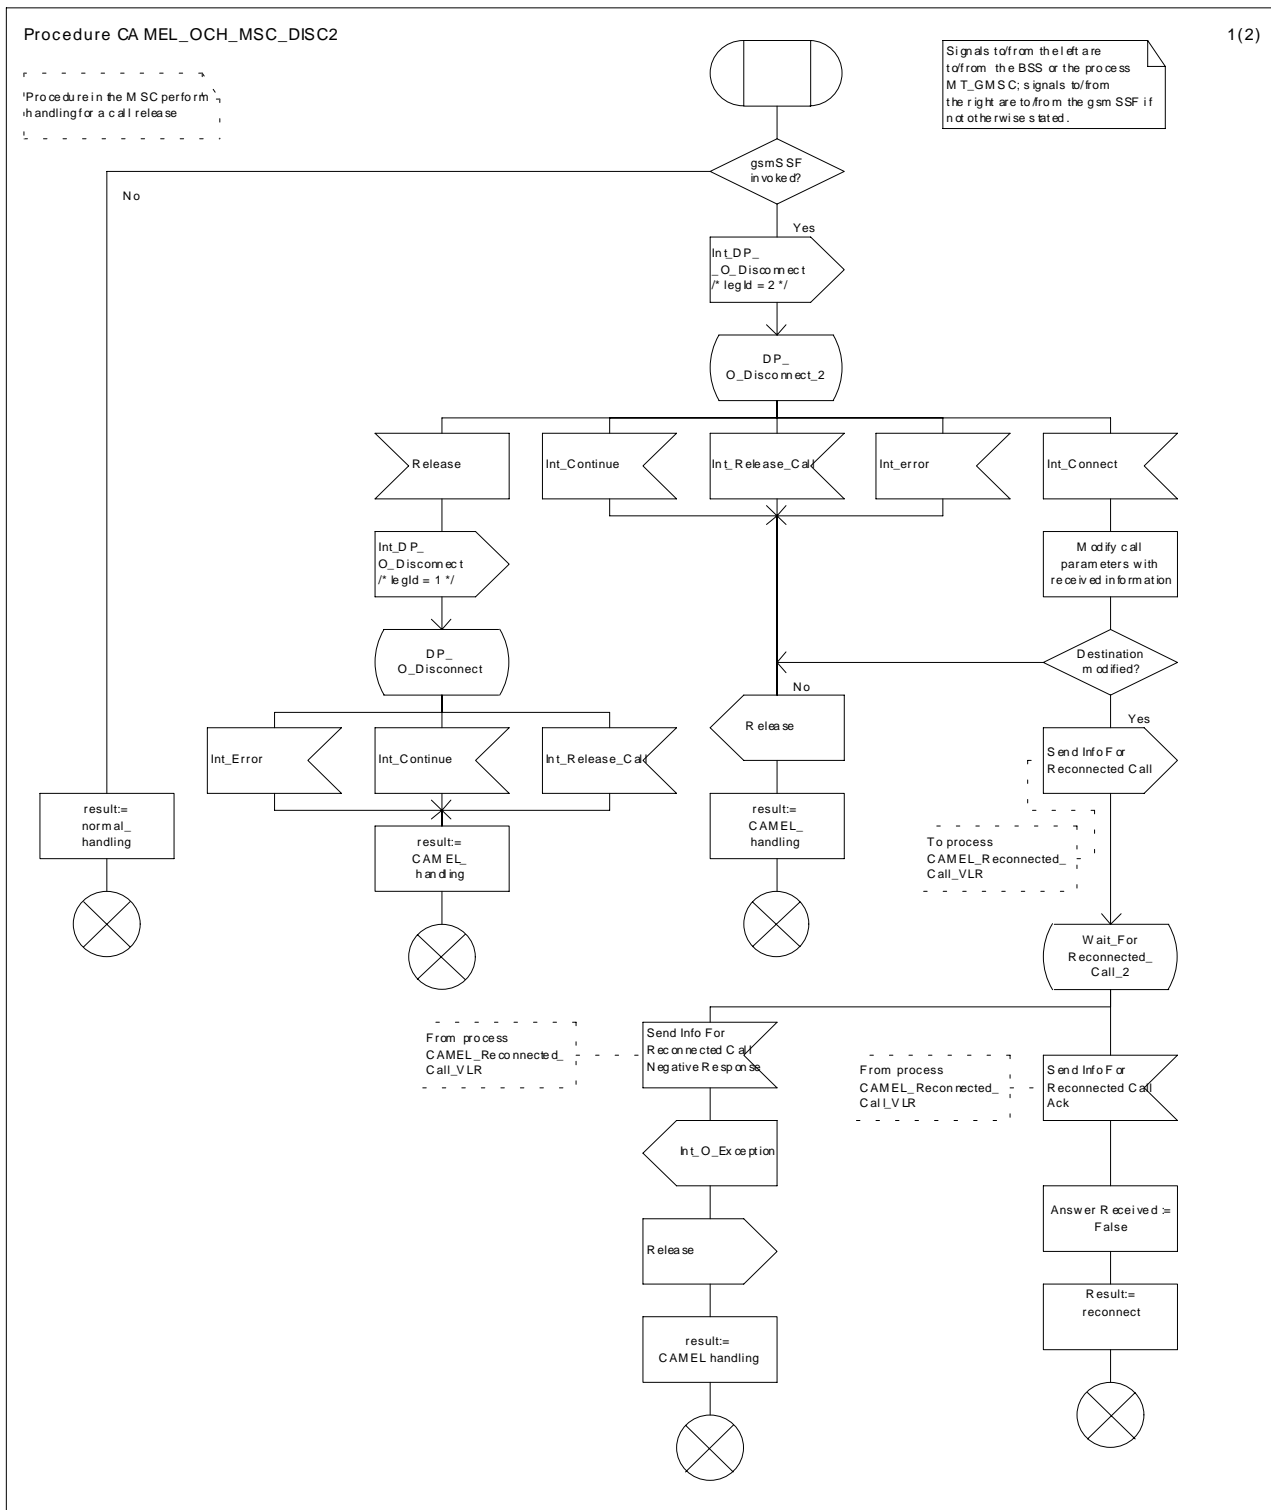 Procedure CAMEL_OCH_MSC_DISC2
1(2)
Procedure in the MSC perform
handling for a call release
Signals to/from the left are
to/from the BSS or the process
MT_GMSC; signals to/from
the right are to/from the gsmSSF if
not otherwise stated.
gsmSSF
invoked?
No
Yes
Int_DP_
_O_Disconnect
/* legId = 2 */
DP_
O_Disconnect_2
Release
Int_Continue
Int_Release_Call
Int_error
Int_Connect
Int_DP_
O_Disconnect
/* legId = 1 */
Modify call
parameters with
received information
DP_
O_Disconnect
Destination
modified?
No
Yes
Int_Error
Int_Continue
Int_Release_Call
Release
Send Info For
Reconnected Call
result:=
normal_
handling
result:=
CAMEL_
handling
result:=
CAMEL_
handling
To process
CAMEL_Reconnected_
Call_VLR
Wait_For
Reconnected_
Call_2
From process
CAMEL_Reconnected_
Call_VLR
Send Info For
Reconnected Call
Negative Response
From process
CAMEL_Reconnected_
Call_VLR
Send Info For
Reconnected Call
Ack
Int_O_Exception
Answer Received :=
False
Release
Result:=
reconnect
result:=
CAMEL handling